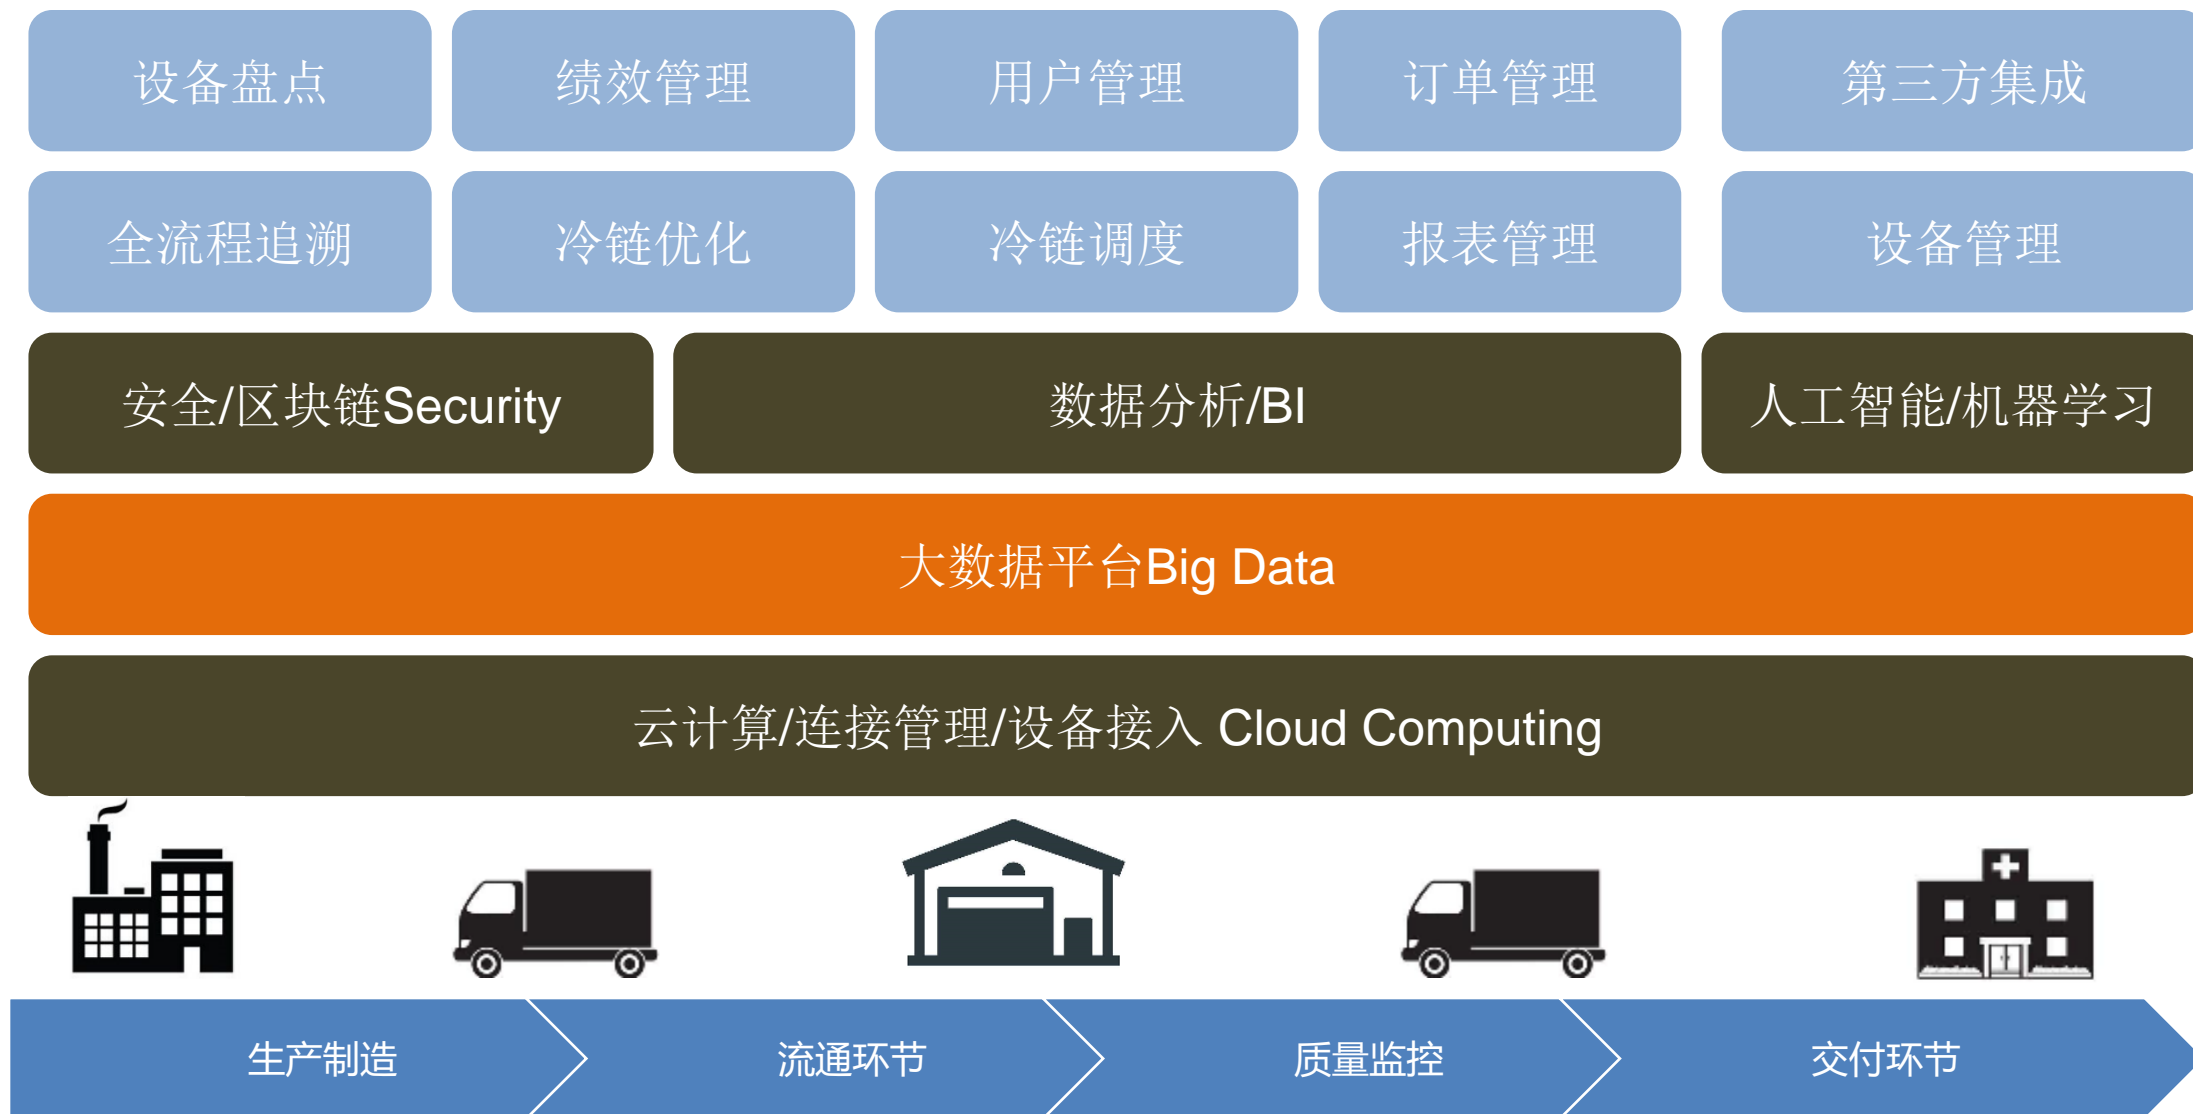 设备盘点
绩效管理
用户管理
订单管理
第三方集成
全流程追溯
冷链优化
冷链调度
报表管理
设备管理
安全/区块链Security
数据分析/BI
人工智能/机器学习
大数据平台Big Data
云计算/连接管理/设备接入 Cloud Computing
生产制造
流通环节
质量监控
交付环节